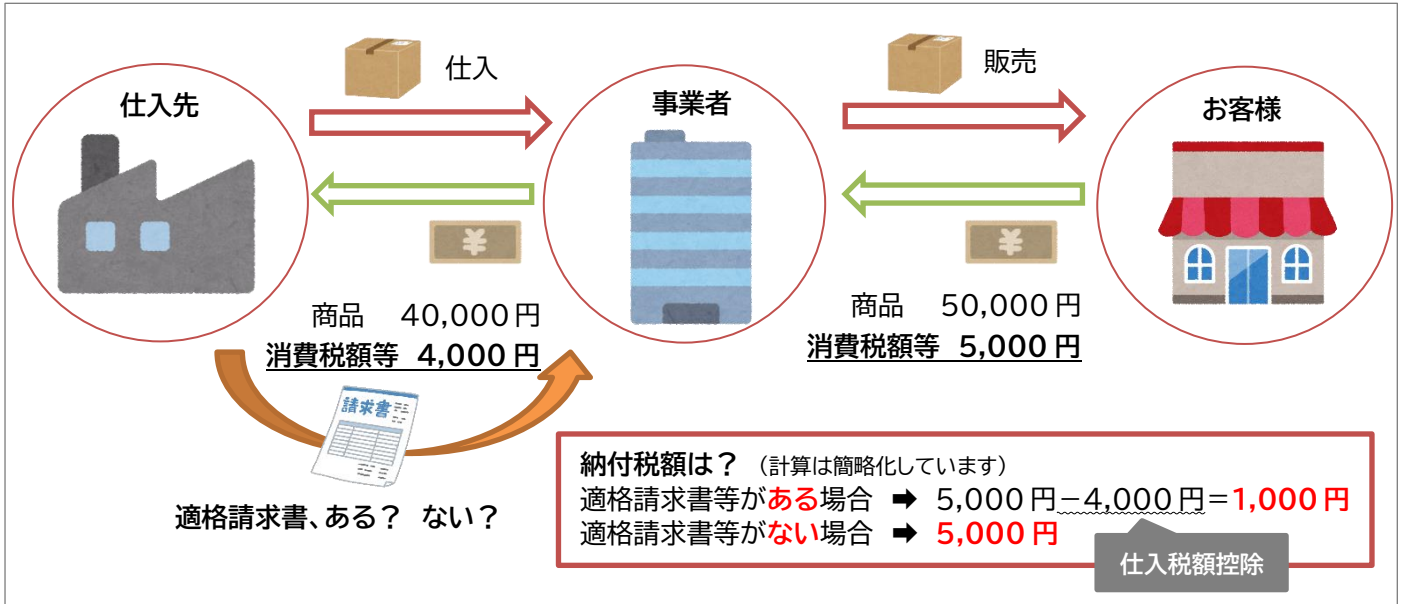 仕入
販売
仕入先
事業者
お客様
¥
¥
商品 40,000円
消費税額等 4,000円
商品 50,000円
消費税額等 5,000円
請求書
適格請求書、ある? ない?
納付税額は? (計算は簡略化しています)
適格請求書等がある場合 ➡ 5,000円−4,000円=1,000円
適格請求書等がない場合 ➡ 5,000円
仕入税額控除